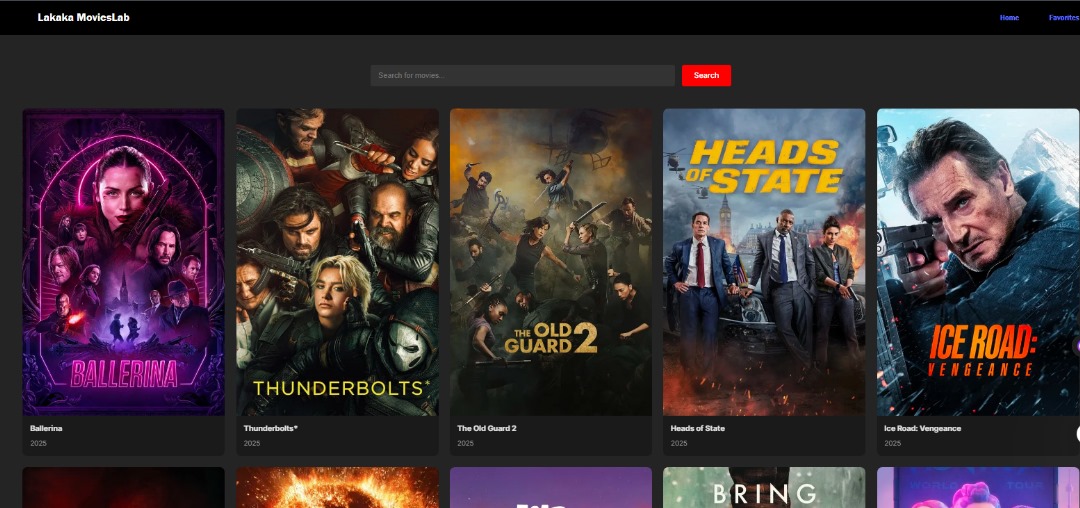 Lakaka MoviesLab
Home
Favorites
Search for movies...
Search
BALLERINA
THUNDERBOLTS*
THE OLD
GUARD 2
HEADS
OF STATE
ICE ROAD:
VENGEANCE
Ballerina
2025
Thunderbolts*
2025
The Old Guard 2
2025
Heads of State
2025
Ice Road: Vengeance
2025
BRING
WORLD TOUR